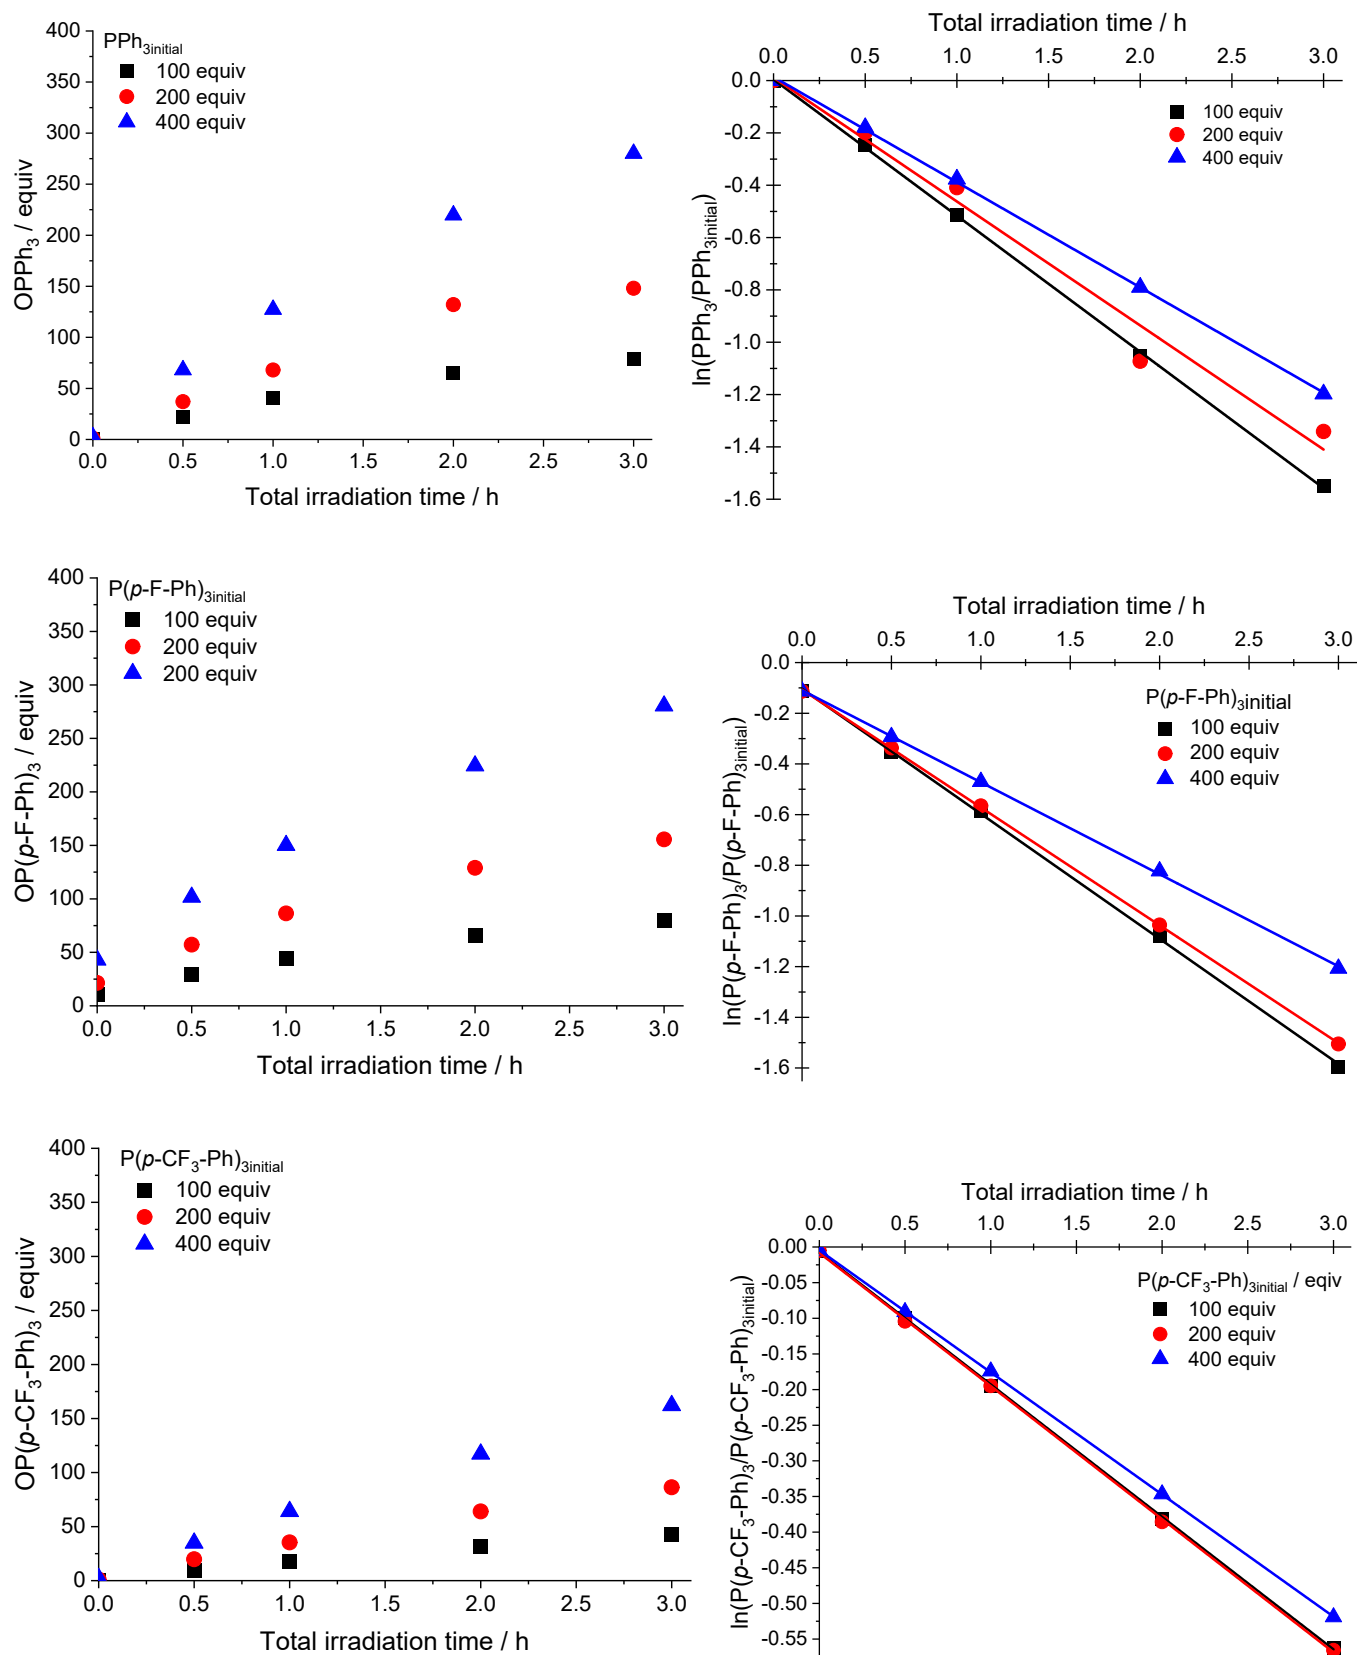 PPh3initial
100 equiv
200 equiv
400 equiv
OPPh3 / equiv
400
350
300
250
200
150
100
50
0
0.0 0.5 1.0 1.5 2.0 2.5 3.0
Total irradiation time / h
Total irradiation time / h
0.0 0.5 1.0 1.5 2.0 2.5 3.0
0.0
-0.2
-0.4
-0.6
-0.8
-1.0
-1.2
-1.4
-1.6
ln(PPh3/PPh3initial)
100 equiv
200 equiv
400 equiv
P(p-F-Ph)3initial
100 equiv
200 equiv
200 equiv
OP(p-F-Ph)3 / equiv
400
350
300
250
200
150
100
50
0
0.0 0.5 1.0 1.5 2.0 2.5 3.0
Total irradiation time / h
Total irradiation time / h
0.0 0.5 1.0 1.5 2.0 2.5 3.0
0.0
-0.2
-0.4
-0.6
-0.8
-1.0
-1.2
-1.4
-1.6
ln(P(p-F-Ph)3/P(p-F-Ph)3initial)
P(p-F-Ph)3initial
100 equiv
200 equiv
400 equiv
P(p-CF3-Ph)3initial
100 equiv
200 equiv
400 equiv
OP(p-CF3-Ph)3 / equiv
400
350
300
250
200
150
100
50
0
0.0 0.5 1.0 1.5 2.0 2.5 3.0
Total irradiation time / h
Total irradiation time / h
0.0 0.5 1.0 1.5 2.0 2.5 3.0
0.00
-0.05
-0.10
-0.15
-0.20
-0.25
-0.30
-0.35
-0.40
-0.45
-0.50
-0.55
ln(P(p-CF3-Ph)3/P(p-CF3-Ph)3initial)
P(p-CF3-Ph)3initial / eqiv
100 equiv
200 equiv
400 equiv